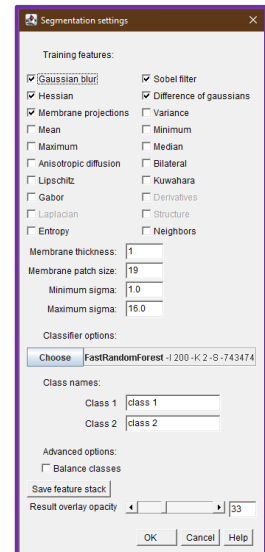 Segmentation settings
Training features:
Gaussian blur Sobel filter
Hessian Difference of gaussians
Membrane projections Variance
Mean Minimum
Maximum Median
Anisotropic diffusion Bilateral
Lipschitz Kuwahara
Gabor Derivatives
Laplacian Structure
Entropy Neighbors
Membrane thickness: 1
Membrane patch size: 19
Minimum sigma: 1.0
Maximum sigma: 16.0
Classifier options:
Choose FastRandomForest -I 200 -K 2 -S -743474
Class names:
Class 1 class 1
Class 2 class 2
Advanced options:
Balance classes
Save feature stack
Result overlay opacity 33
OK Cancel Help